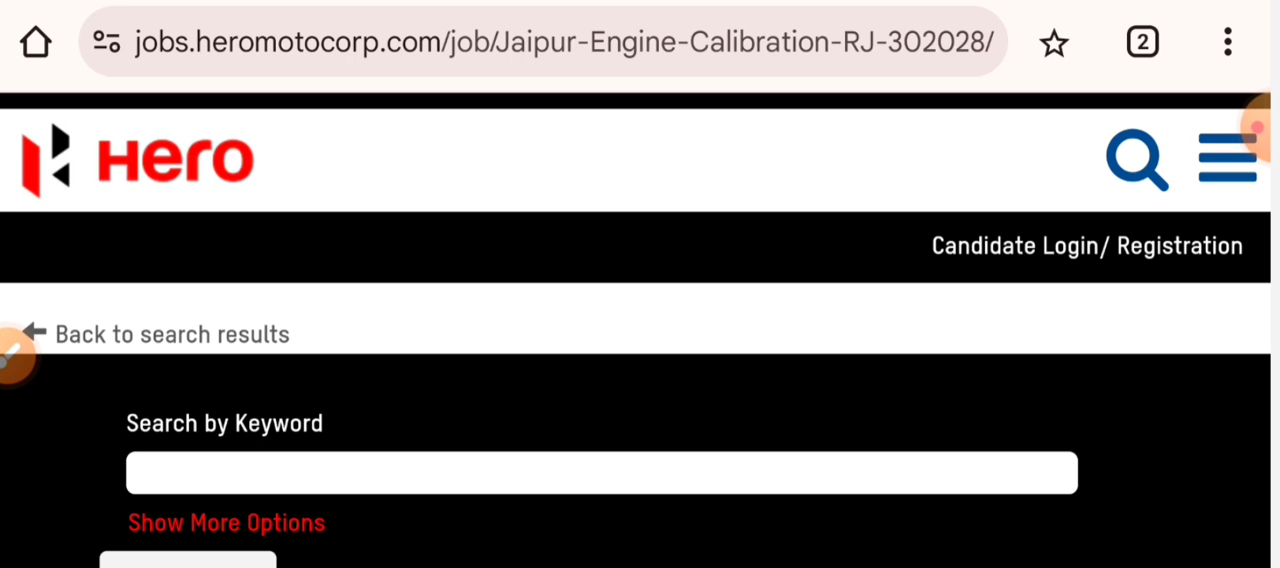 jobs.heromotocorp.com/job/Jaipur-Engine-Calibration-RJ-302028/
2
Hero
Candidate Login/ Registration
Back to search results
Search by Keyword
Show More Options